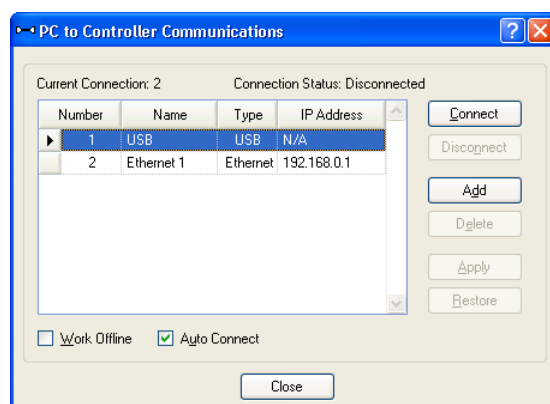 PC to Controller Communications
Current Connection: 2 Connection Status: Disconnected
Number Name Type IP Address
1 USB USB N/A
2 Ethernet 1 Ethernet 192.168.0.1
Connect
Disconnect
Add
Delete
Apply
Restore
Work Offline Auto Connect
Close